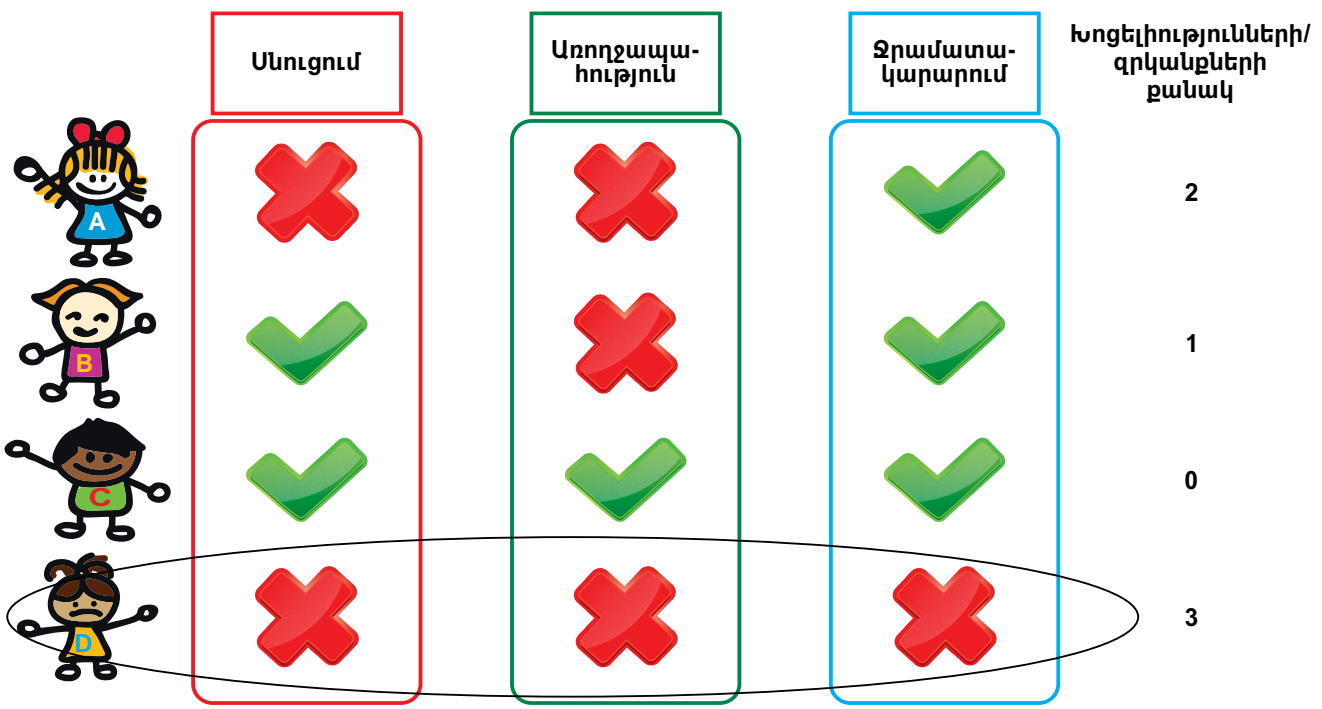 Սնուցում
Առողջապա-
հություն
Ջրամատա-
կարարում
Խոցելիությունների/
զրկանքների
քանակ
A
2
B
1
C
0
D
3